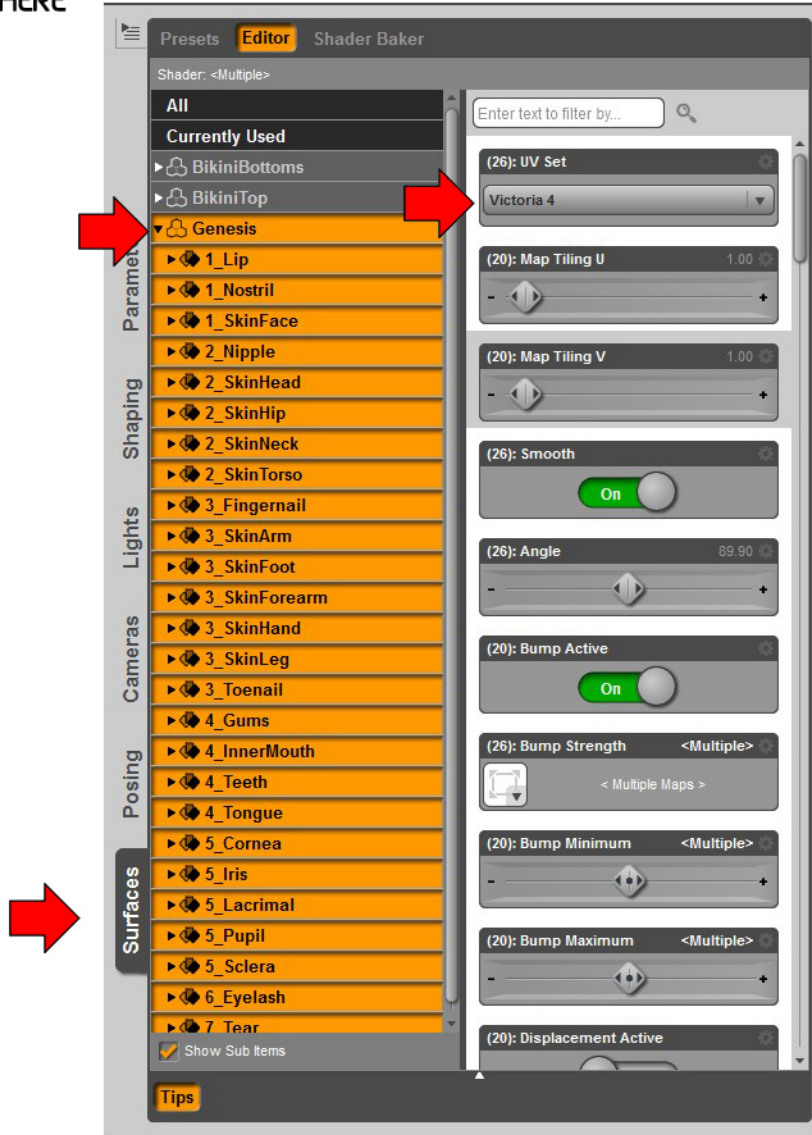 HERE
Presets Editor Shader Baker
Shader: <Multiple>
All
Currently Used
BikiniBottoms
BikiniTop
Genesis
1_Lip
1_Nostril
1_SkinFace
2_Nipple
2_SkinHead
2_SkinHip
2_SkinNeck
2_SkinTorso
3_Fingernail
3_SkinArm
3_SkinFoot
3_SkinForearm
3_SkinHand
3_SkinLeg
3_Toenail
4_Gums
4_InnerMouth
4_Teeth
4_Tongue
5_Cornea
5_Iris
5_Lacrimal
5_Pupil
5_Sclera
6_Eyelash
7_Tear
Show Sub Items
Tips
Enter text to filter by...
(26): UV Set
Victoria 4
(20): Map Tiling U 1.00
- +
(20): Map Tiling V 1.00
- +
(26): Smooth
On
(26): Angle 89.90
- +
(20): Bump Active
On
(26): Bump Strength <Multiple>
< Multiple Maps >
(20): Bump Minimum <Multiple>
- +
(20): Bump Maximum <Multiple>
- +
(20): Displacement Active
Paramet
Shaping
Lights
Cameras
Posing
Surfaces